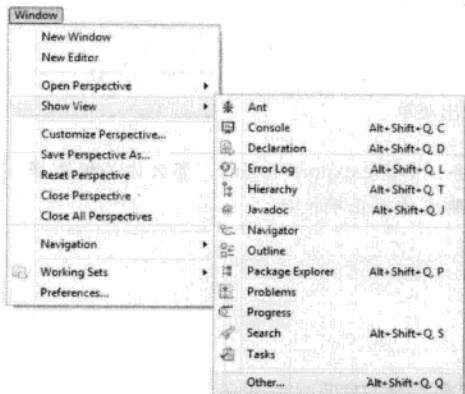 Window
New Window
New Editor
Open Perspective
Show View
Customize Perspective...
Save Perspective As...
Reset Perspective
Close Perspective
Close All Perspectives
Navigation
Working Sets
Preferences...
Ant
Console Alt+Shift+Q, C
Declaration Alt+Shift+Q, D
Error Log Alt+Shift+Q, L
Hierarchy Alt+Shift+Q, T
Javadoc Alt+Shift+Q, J
Navigator
Outline
Package Explorer Alt+Shift+Q, P
Problems
Progress
Search Alt+Shift+Q, S
Tasks
Other... Alt+Shift+Q, Q